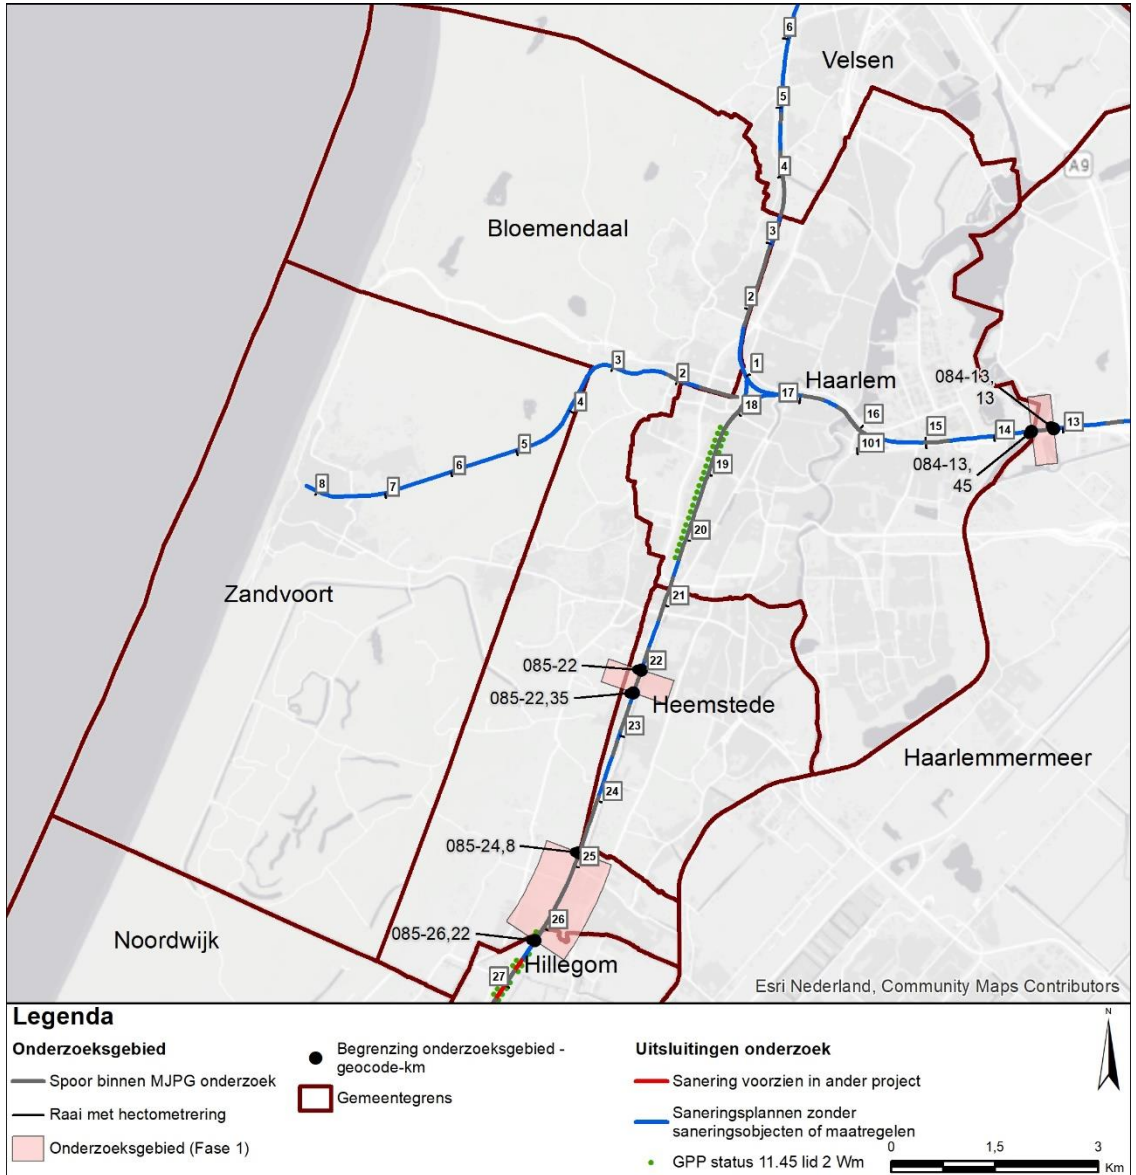 6
Velsen
5
4
A9
Bloemendaal
3
2
1
3
2
Haarlem
084-13,
13
4
18
17
16
15
14
13
101
084-13,
45
5
19
6
8
7
20
Zandvoort
21
085-22
22
085-22,35
Heemstede
23
Haarlemmermeer
24
085-24,8
25
26
085-26,22
Noordwijk
Hillegom
27
Esri Nederland, Community Maps Contributors
Legenda
Onderzoeksgebied
Spoor binnen MJPG onderzoek
Raai met hectometrering
Onderzoeksgebied (Fase 1)
Begrenzing onderzoeksgebied -
geocode-km
Gemeentegrens
Uitsluitingen onderzoek
Sanering voorzien in ander project
Saneringsplannen zonder
saneringsobjecten of maatregelen
GPP status 11.45 lid 2 Wm
N
0 1,5 3
Km